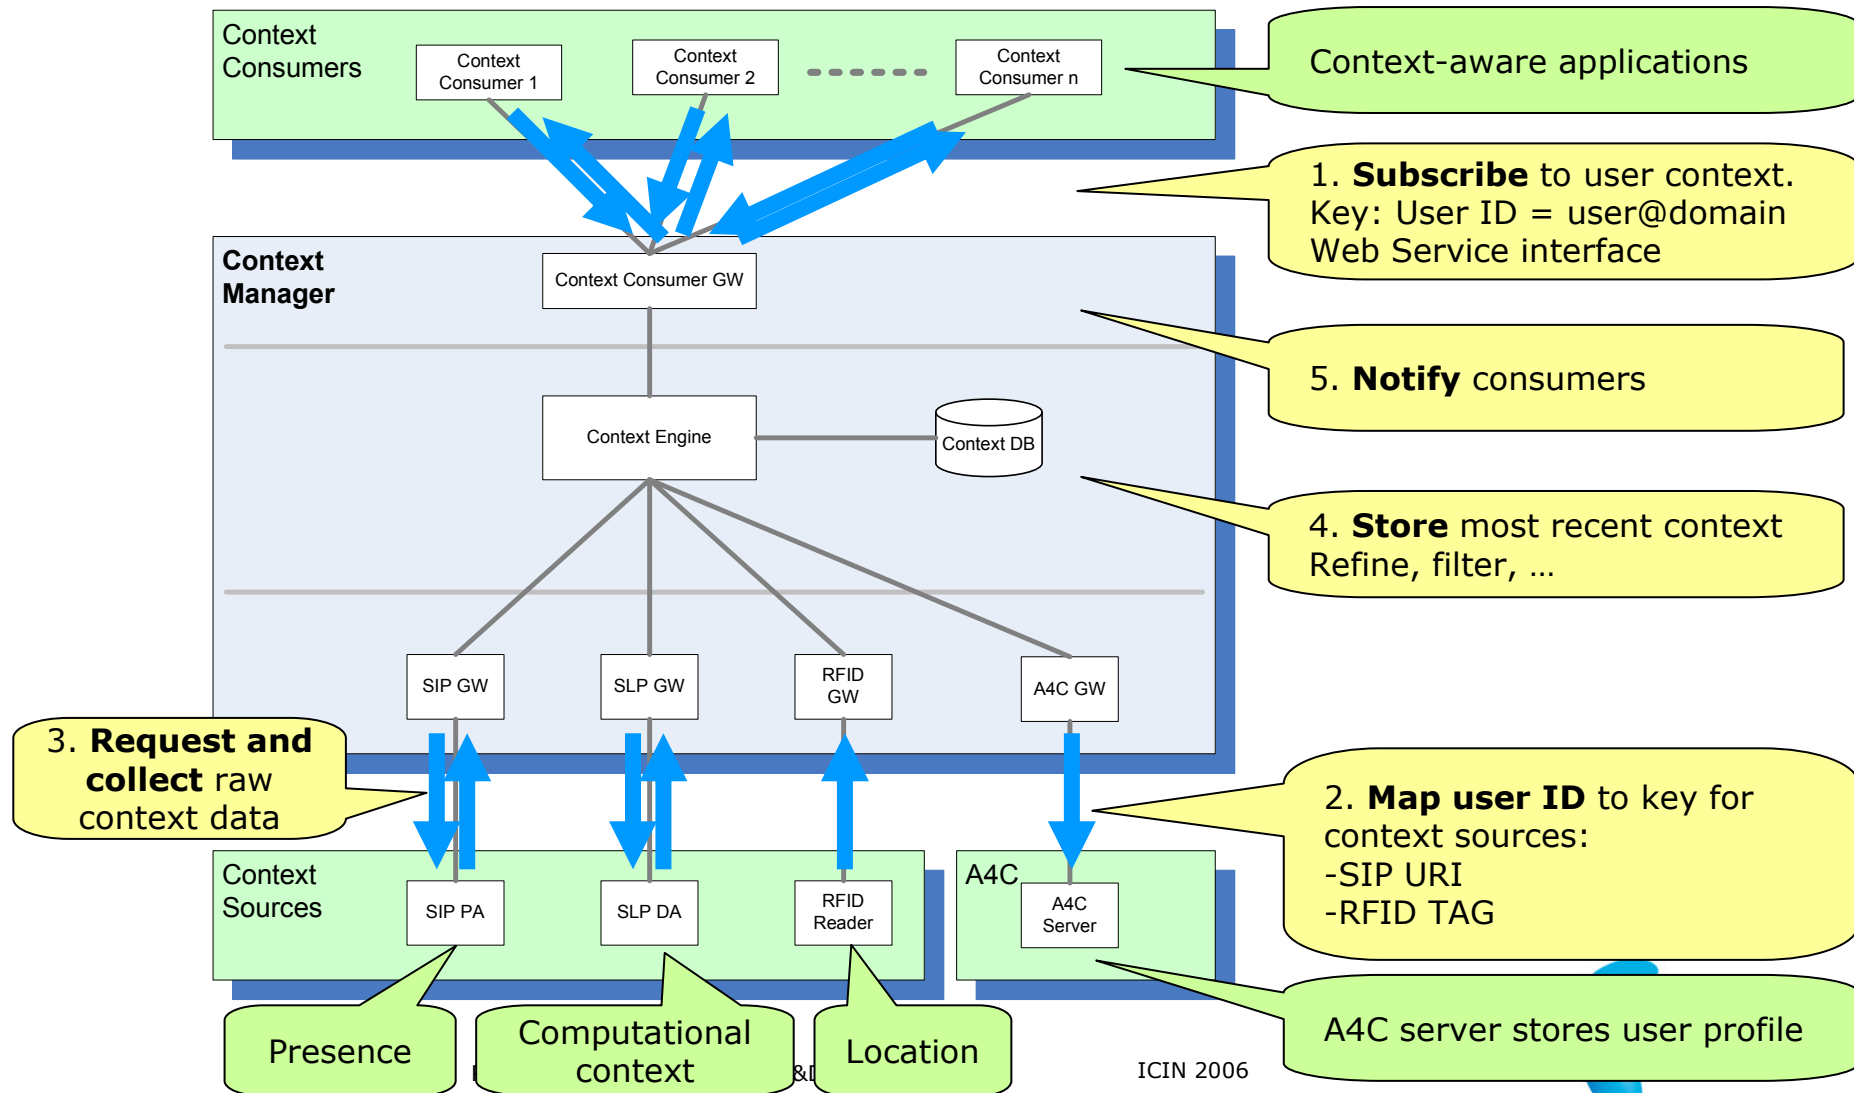 Context
Consumers
Context
Consumer 1
Context
Consumer 2
Context
Consumer n
Context-aware applications
1. Subscribe to user context.
Key: User ID = user@domain
Web Service interface
Context
Manager
Context Consumer GW
5. Notify consumers
Context Engine
Context DB
4. Store most recent context
Refine, filter, …
SIP GW
SLP GW
RFID
GW
A4C GW
3. Request and
collect raw
context data
2. Map user ID to key for
context sources:
-SIP URI
-RFID TAG
Context
Sources
SIP PA
SLP DA
RFID
Reader
A4C
A4C
Server
Presence
Computational
context
Location
A4C server stores user profile
ICIN 2006